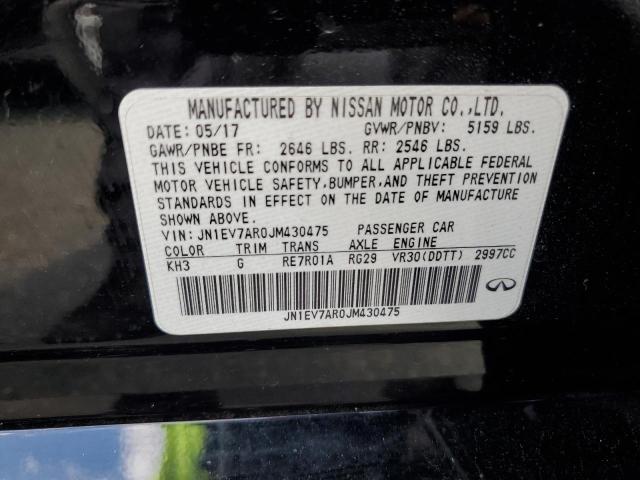 MANUFACTURED BY NISSAN MOTOR CO.,LTD.
DATE: 05/17 GVWR/PNBV: 5159 LBS.
GAWR/PNBE FR: 2646 LBS. RR: 2546 LBS.
THIS VEHICLE CONFORMS TO ALL APPLICABLE FEDERAL
MOTOR VEHICLE SAFETY, BUMPER, AND THEFT PREVENTION
STANDARDS IN EFFECT ON THE DATE OF MANUFACTURE
SHOWN ABOVE.
VIN: JN1EV7AR0JM430475 PASSENGER CAR
COLOR TRIM TRANS AXLE ENGINE
KH3 G RE7R01A RG29 VR30(DDTT) 2997CC
JN1EV7AR0JM430475